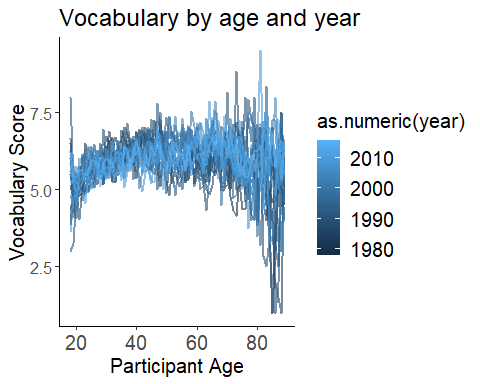 Vocabulary by age and year
Vocabulary Score
7.5
5.0
2.5
20 40 60 80
Participant Age
as.numeric(year)
2010
2000
1990
1980